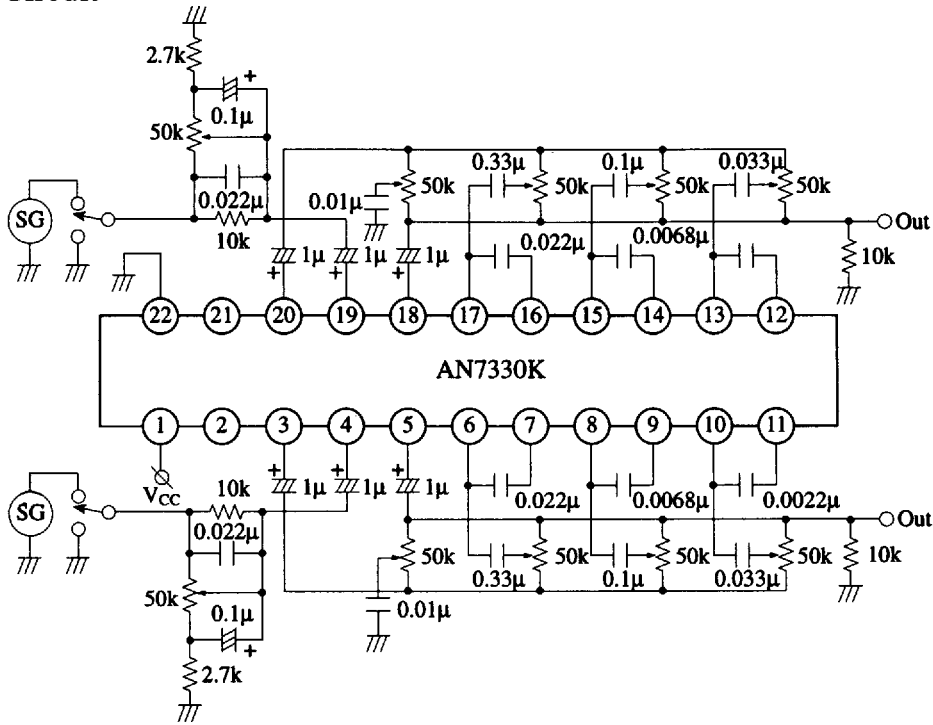 2.7k
+
0.1μ
50k
0.33μ 0.1μ 0.033μ
0.022μ 0.01μ 50k 50k 50k 50k
SG
10k
0.022μ 0.0068μ
Out
1μ 1μ 1μ
+ + +
10k
22 21 20 19 18 17 16 15 14 13 12
AN7330K
1 2 3 4 5 6 7 8 9 10 11
VCC
+ + +
10k 1μ 1μ 1μ
0.022μ 0.0068μ 0.0022μ
SG
0.022μ
Out
50k 50k 50k 50k 10k
0.33μ 0.1μ 0.033μ
50k
0.1μ
0.01μ
+
2.7k